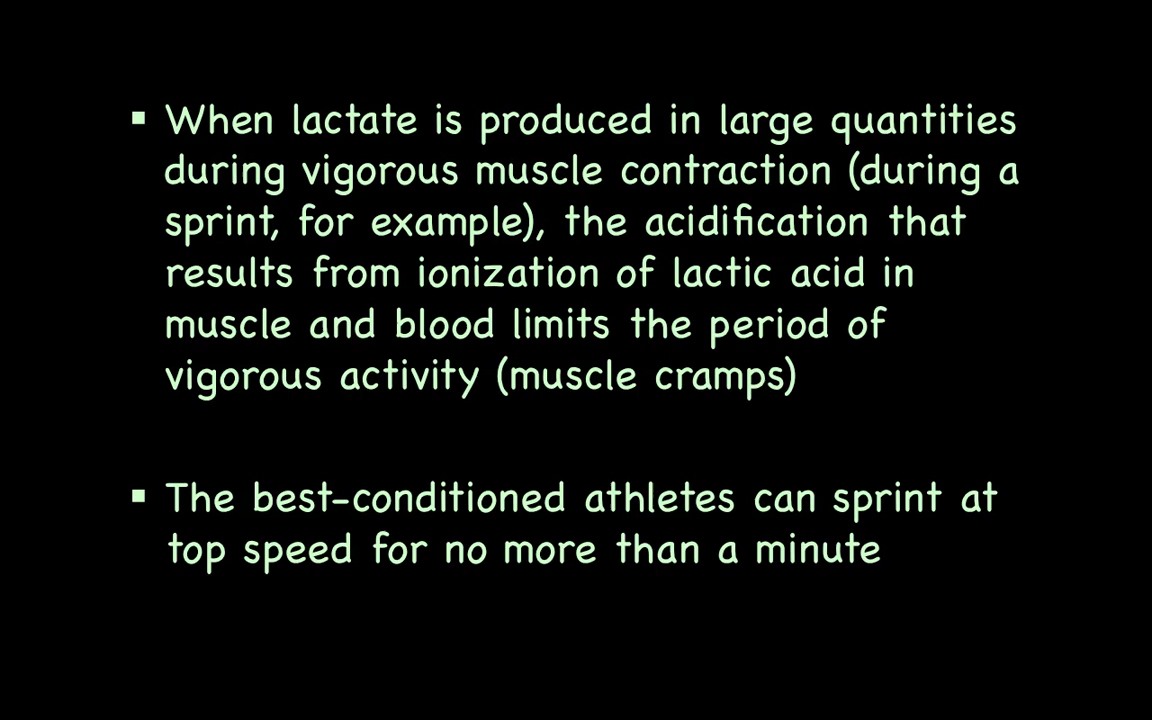 ▪ When lactate is produced in large quantities
during vigorous muscle contraction (during a
sprint, for example), the acidification that
results from ionization of lactic acid in
muscle and blood limits the period of
vigorous activity (muscle cramps)
▪ The best-conditioned athletes can sprint at
top speed for no more than a minute